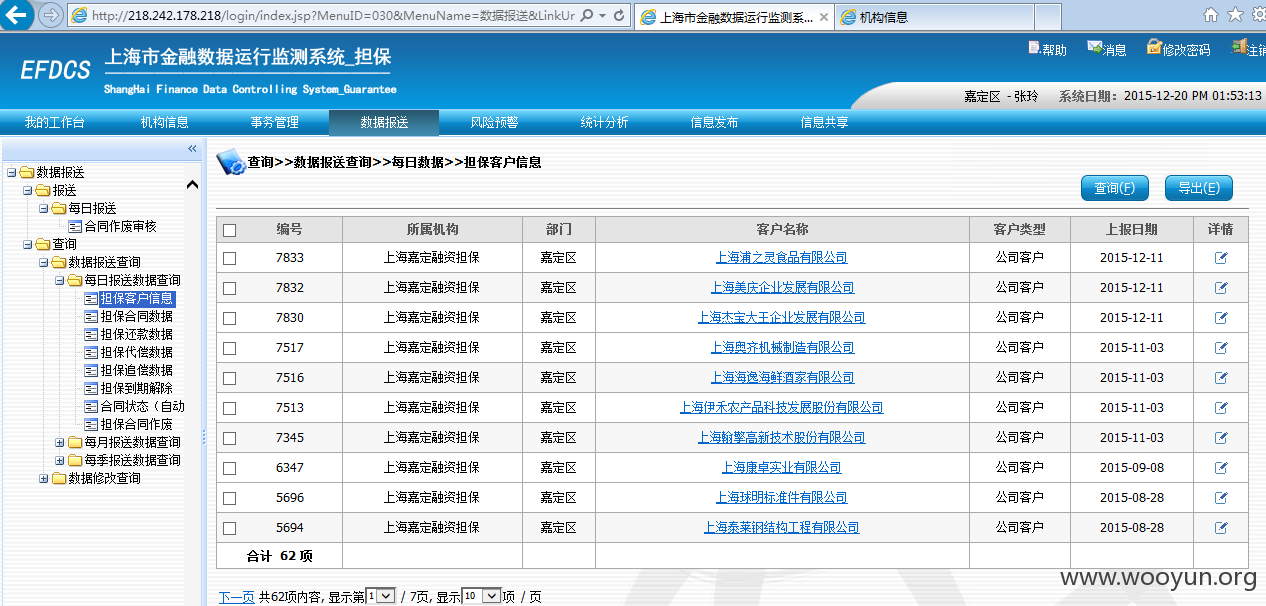 http://218.242.178.218/login/index.jsp?MenuID=030&MenuName=数据报送&LinkUr
上海市金融数据运行监测系... ×
机构信息
EFDCS
上海市金融数据运行监测系统_担保
ShangHai Finance Data Controlling System_Guarantee
帮助 消息 修改密码 注销
嘉定区 - 张玲 系统日期: 2015-12-20 PM 01:53:13
我的工作台 机构信息 事务管理 数据报送 风险预警 统计分析 信息发布 信息共享
«
数据报送
报送
每日报送
合同作废审核
查询
数据报送查询
每日报送数据查询
担保客户信息
担保合同数据
担保还款数据
担保代偿数据
担保追偿数据
担保到期解除
合同状态（自动
担保合同作废
每月报送数据查询
每季报送数据查询
数据修改查询
查询>>数据报送查询>>每日数据>>担保客户信息
查询(F) 导出(E)
编号 所属机构 部门 客户名称 客户类型 上报日期 详情
7833 上海嘉定融资担保 嘉定区 上海浦之灵食品有限公司 公司客户 2015-12-11
7832 上海嘉定融资担保 嘉定区 上海美庆企业发展有限公司 公司客户 2015-12-11
7830 上海嘉定融资担保 嘉定区 上海杰宝大王企业发展有限公司 公司客户 2015-12-11
7517 上海嘉定融资担保 嘉定区 上海奥齐机械制造有限公司 公司客户 2015-11-03
7516 上海嘉定融资担保 嘉定区 上海海逸海鲜酒家有限公司 公司客户 2015-11-03
7513 上海嘉定融资担保 嘉定区 上海伊禾农产品科技发展股份有限公司 公司客户 2015-11-03
7345 上海嘉定融资担保 嘉定区 上海翰擎高新技术股份有限公司 公司客户 2015-11-03
6347 上海嘉定融资担保 嘉定区 上海康卓实业有限公司 公司客户 2015-09-08
5696 上海嘉定融资担保 嘉定区 上海球明标准件有限公司 公司客户 2015-08-28
5694 上海嘉定融资担保 嘉定区 上海泰莱钢结构工程有限公司 公司客户 2015-08-28
合计 62 项
下一页 共62项内容, 显示第 1 / 7页, 显示 10 项 / 页
www.wooyun.org